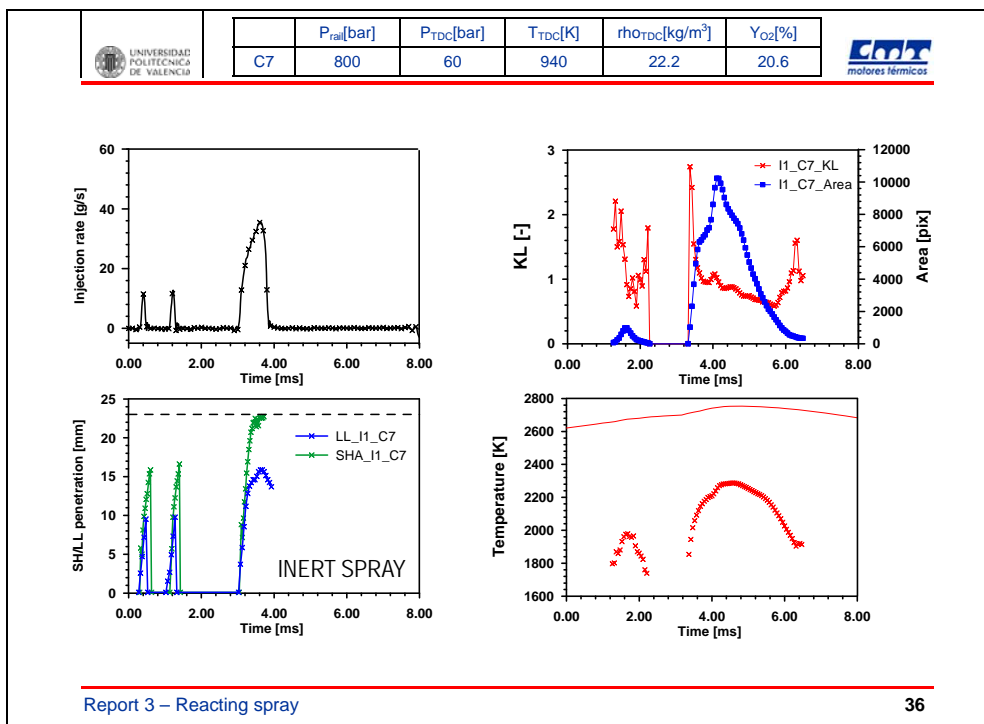 UNIVERSIDAD
POLITECNICA
DE VALENCIA
P_rail[bar] P_TDC[bar] T_TDC[K] rho_TDC[kg/m³] Y_O2[%]
C7 800 60 940 22.2 20.6
CMT
motores térmicos
60
40
20
0
Injection rate [g/s]
0.00 2.00 4.00 6.00 8.00
Time [ms]
3
2
1
0
KL [-]
I1_C7_KL
I1_C7_Area
12000
10000
8000
6000
4000
2000
0
Area [pix]
0.00 2.00 4.00 6.00 8.00
Time [ms]
25
23
20
15
10
5
0
SH/LL penetration [mm]
LL_I1_C7
SHA_I1_C7
INERT SPRAY
0.00 2.00 4.00 6.00 8.00
Time [ms]
2800
2600
2400
2200
2000
1800
1600
Temperature [K]
0.00 2.00 4.00 6.00 8.00
Time [ms]
Report 3 – Reacting spray
36